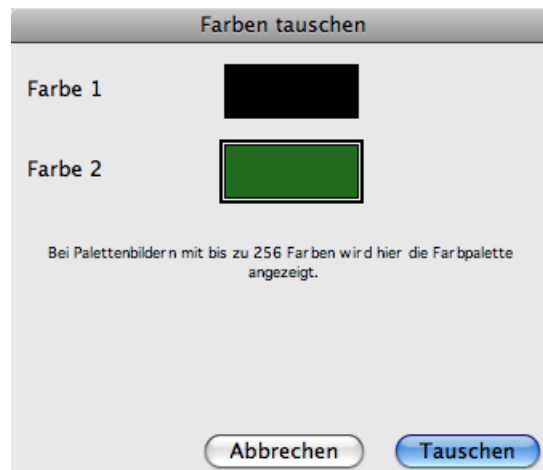 Farben tauschen
Farbe 1
Farbe 2
Bei Palettenbildern mit bis zu 256 Farben wird hier die Farbpalette
angezeigt.
Abbrechen Tauschen